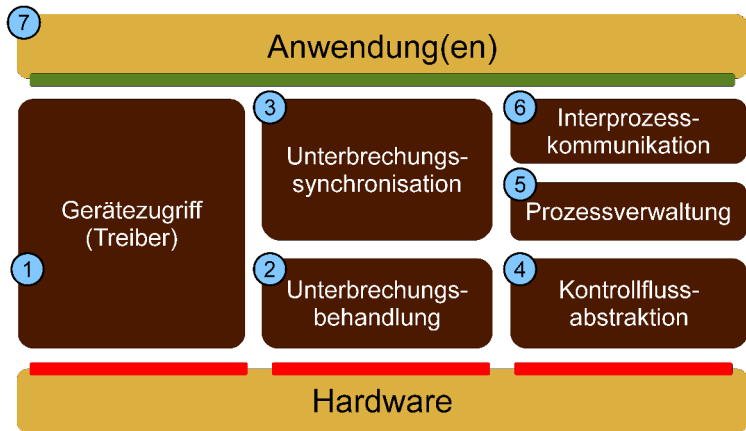 7
Anwendung(en)
1
Gerätezugriff
(Treiber)
3
Unterbrechungs-
synchronisation
2
Unterbrechungs-
behandlung
6
Interprozess-
kommunikation
5
Prozessverwaltung
4
Kontrollfluss-
abstraktion
Hardware